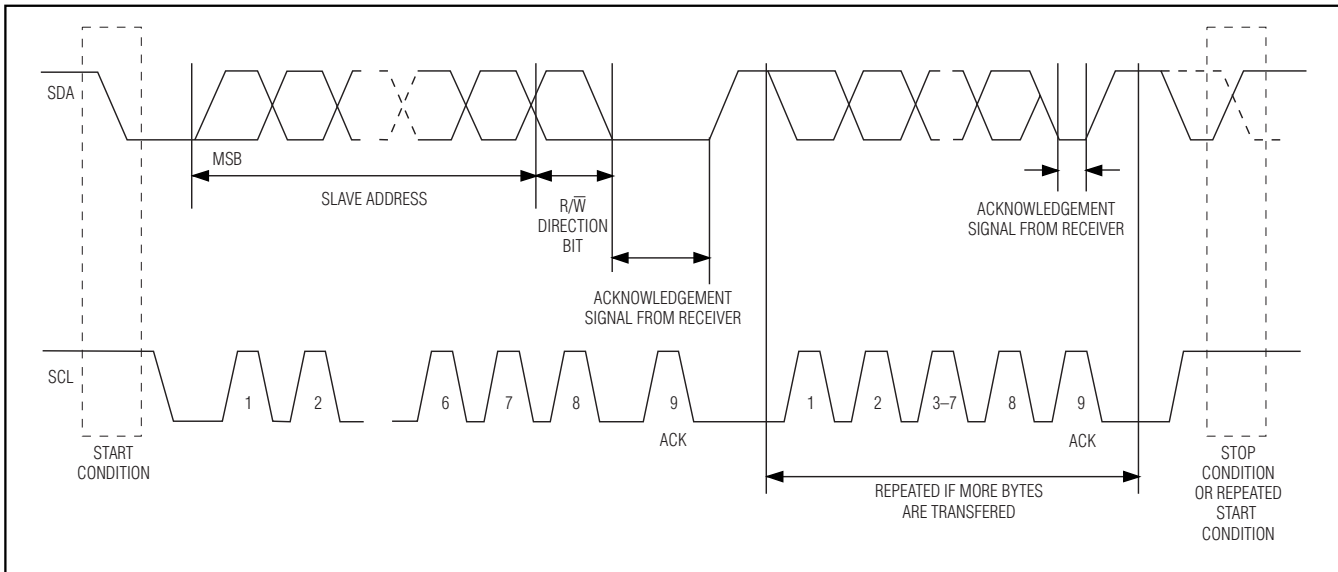 SDA
MSB
SLAVE ADDRESS
R/W̅
DIRECTION
BIT
ACKNOWLEDGEMENT
SIGNAL FROM RECEIVER
ACKNOWLEDGEMENT
SIGNAL FROM RECEIVER
SCL
1 2 6 7 8 9 1 2 3–7 8 9
ACK ACK
START
CONDITION
REPEATED IF MORE BYTES
ARE TRANSFERED
STOP
CONDITION
OR REPEATED
START
CONDITION